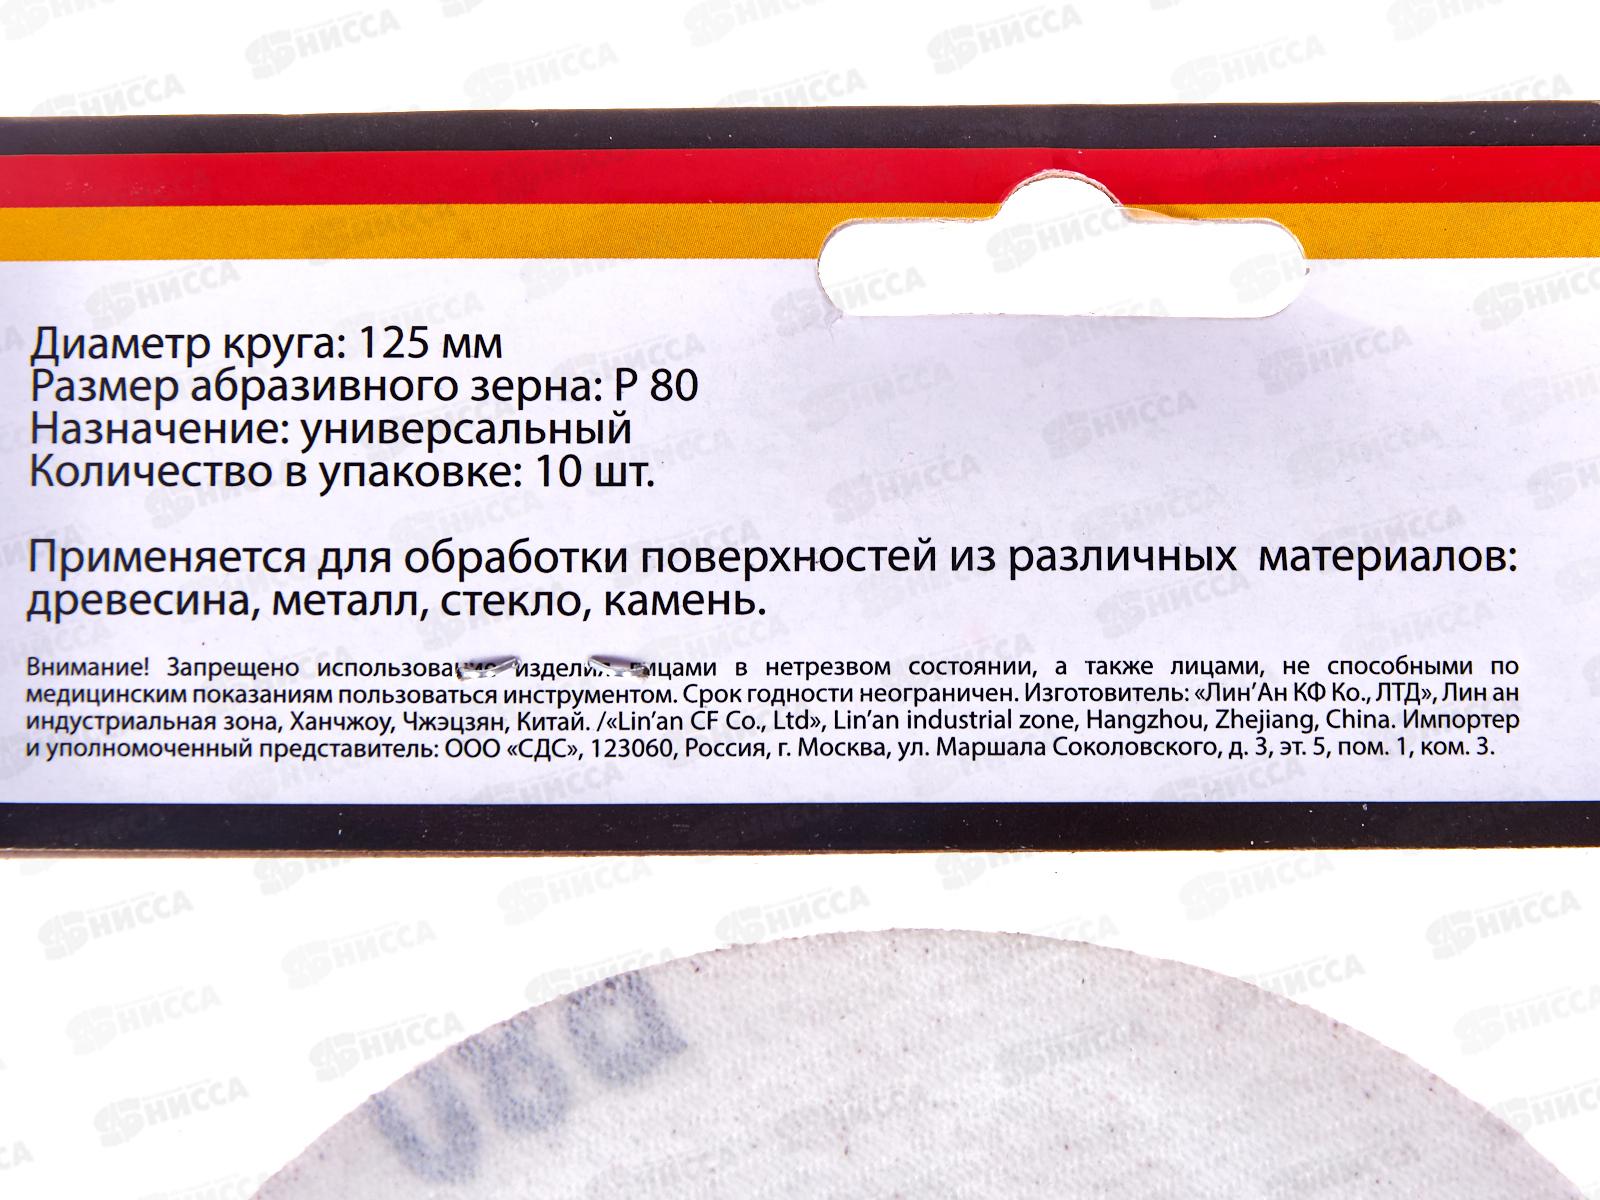 Диаметр круга: 125 мм
Размер абразивного зерна: Р 80
Назначение: универсальный
Количество в упаковке: 10 шт.
Применяется для обработки поверхностей из различных материалов:
древесина, металл, стекло, камень.
Внимание! Запрещено использование изделия лицами в нетрезвом состоянии, а также лицами, не способными по
медицинским показаниям пользоваться инструментом. Срок годности неограничен. Изготовитель: «Лин’Ан КФ Ко., ЛТД», Лин ан
индустриальная зона, Ханчжоу, Чжэцзян, Китай. /«Lin’an CF Co., Ltd», Lin’an industrial zone, Hangzhou, Zhejiang, China. Импортер
и уполномоченный представитель: ООО «СДС», 123060, Россия, г. Москва, ул. Маршала Соколовского, д. 3, эт. 5, пом. 1, ком. 3.
P80
НИССА